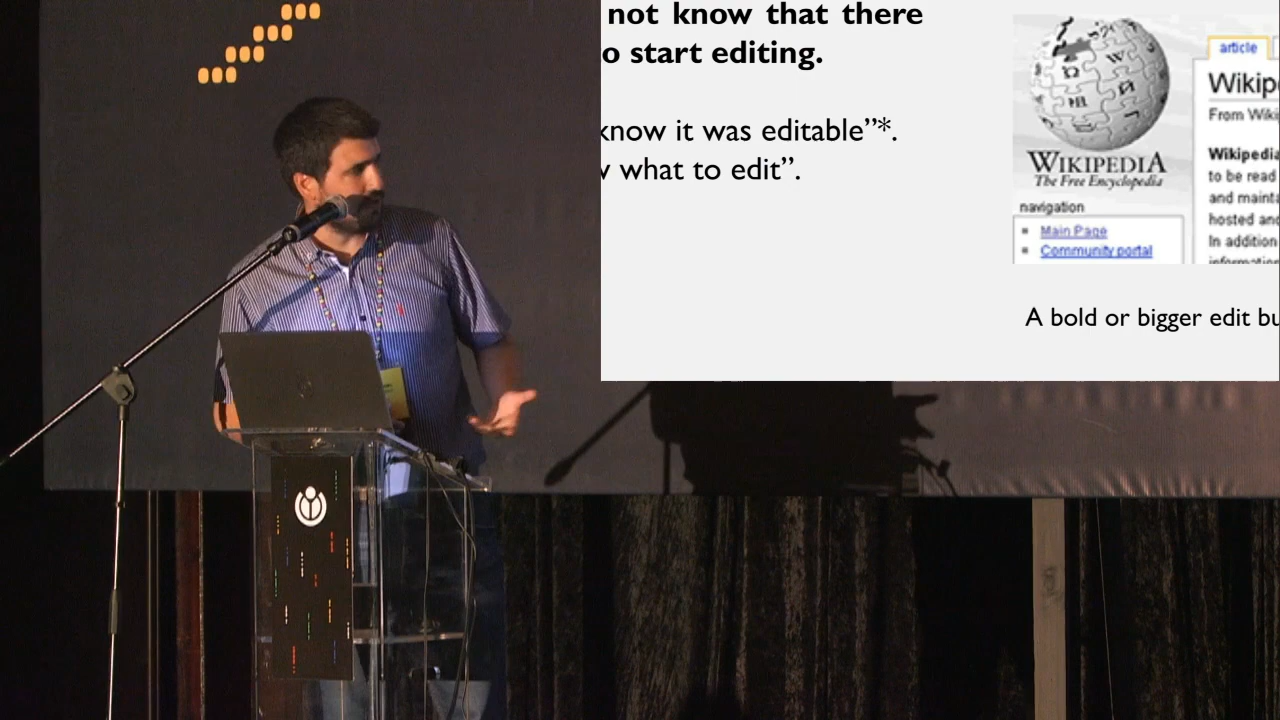 not know that there
o start editing.
know it was editable”*.
v what to edit”.
WIKIPEDIA
The Free Encyclopedia
navigation
Main Page
Community portal
article
Wikip
From Wiki
Wikipedia
to be read
and mainta
hosted and
In addition
A bold or bigger edit bu